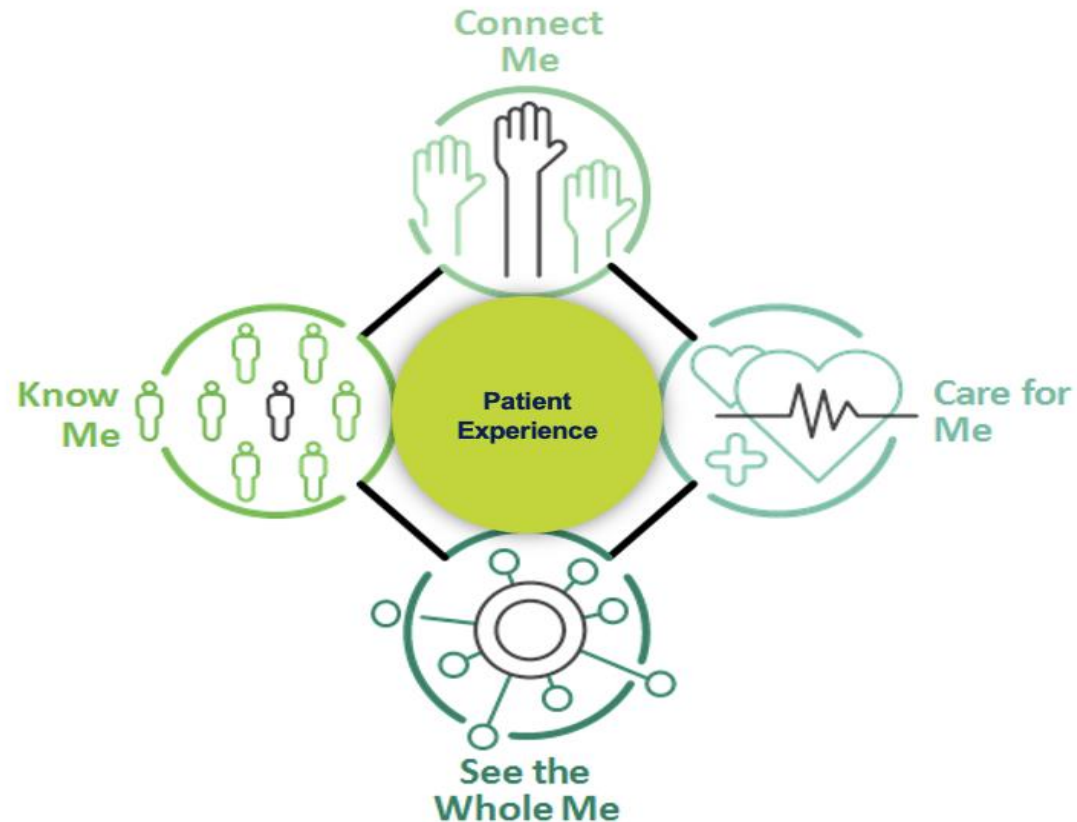 Connect
Me
Know
Me
Patient
Experience
Care for
Me
See the
Whole Me